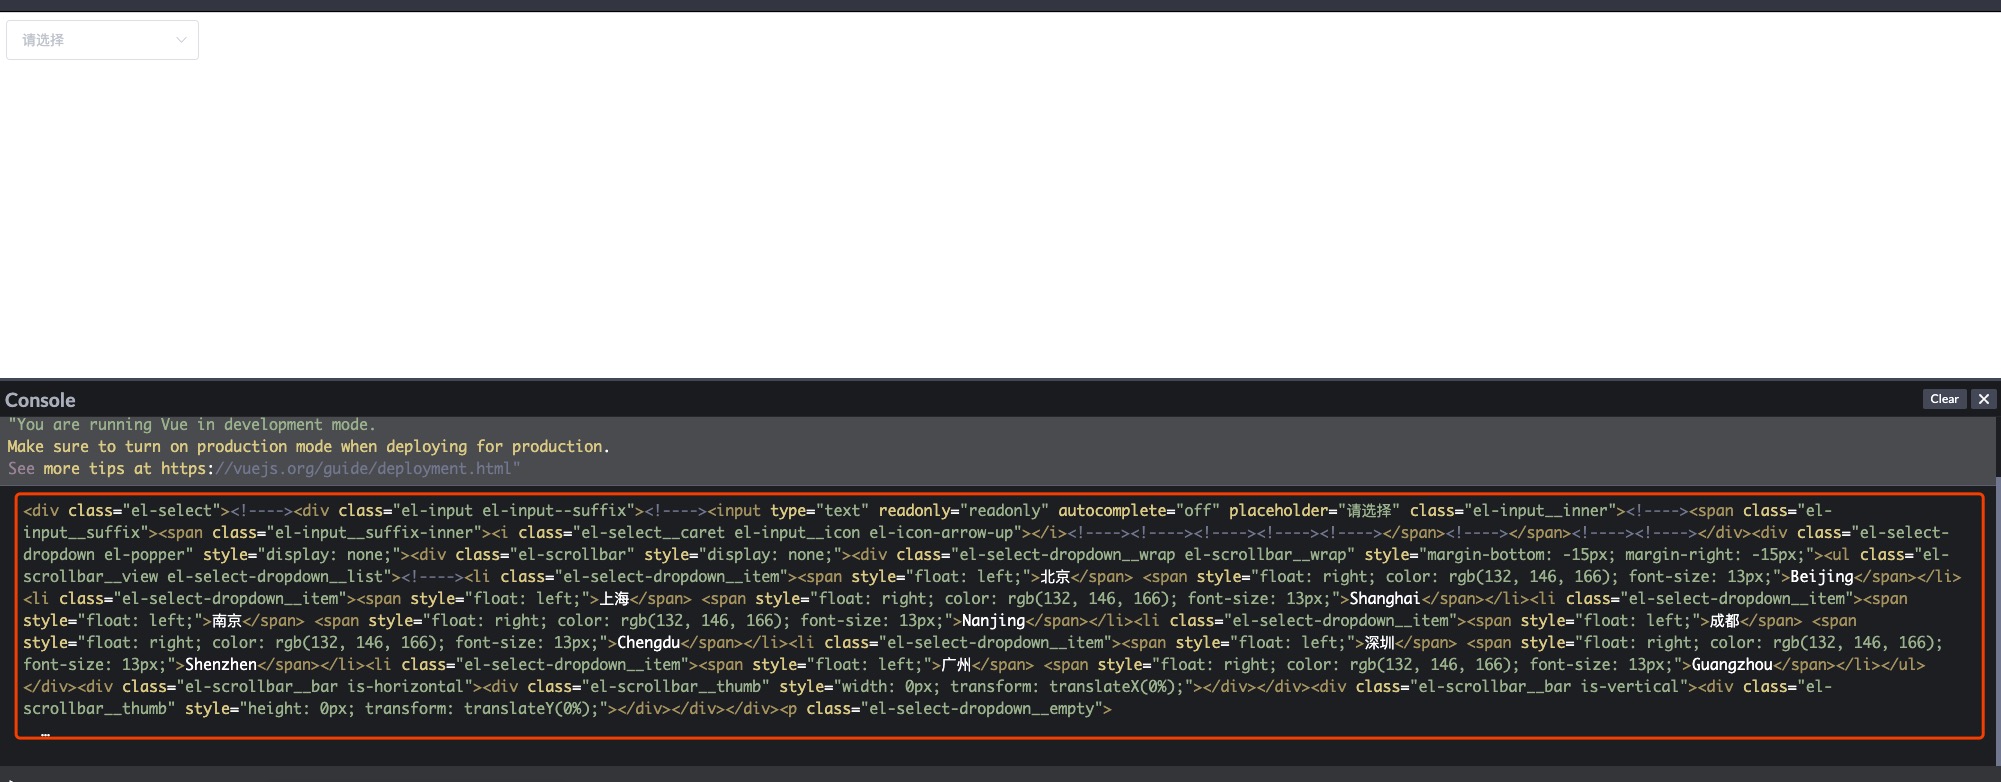 请选择
Console
Clear
"You are running Vue in development mode.
Make sure to turn on production mode when deploying for production.
See more tips at https://vuejs.org/guide/deployment.html"
<div class="el-select"><!----><div class="el-input el-input--suffix"><!----><input type="text" readonly="readonly" autocomplete="off" placeholder="请选择" class="el-input__inner"><!----><span class="el-
input__suffix"><span class="el-input__suffix-inner"><i class="el-select__caret el-input__icon el-icon-arrow-up"></i><!----><!----><!----><!----><!----></span><!----></span><!----><!----></div><div class="el-select-
dropdown el-popper" style="display: none;"><div class="el-scrollbar" style="display: none;"><div class="el-select-dropdown__wrap el-scrollbar__wrap" style="margin-bottom: -15px; margin-right: -15px;"><ul class="el-
scrollbar__view el-select-dropdown__list"><!----><li class="el-select-dropdown__item"><span style="float: left;">北京</span> <span style="float: right; color: rgb(132, 146, 166); font-size: 13px;">Beijing</span></li>
<li class="el-select-dropdown__item"><span style="float: left;">上海</span> <span style="float: right; color: rgb(132, 146, 166); font-size: 13px;">Shanghai</span></li><li class="el-select-dropdown__item"><span
style="float: left;">南京</span> <span style="float: right; color: rgb(132, 146, 166); font-size: 13px;">Nanjing</span></li><li class="el-select-dropdown__item"><span style="float: left;">成都</span> <span
style="float: right; color: rgb(132, 146, 166); font-size: 13px;">Chengdu</span></li><li class="el-select-dropdown__item"><span style="float: left;">深圳</span> <span style="float: right; color: rgb(132, 146, 166);
font-size: 13px;">Shenzhen</span></li><li class="el-select-dropdown__item"><span style="float: left;">广州</span> <span style="float: right; color: rgb(132, 146, 166); font-size: 13px;">Guangzhou</span></li></ul>
</div><div class="el-scrollbar__bar is-horizontal"><div class="el-scrollbar__thumb" style="width: 0px; transform: translateX(0%);"></div></div><div class="el-scrollbar__bar is-vertical"><div class="el-
scrollbar__thumb" style="height: 0px; transform: translateY(0%);"></div></div></div><p class="el-select-dropdown__empty">
…